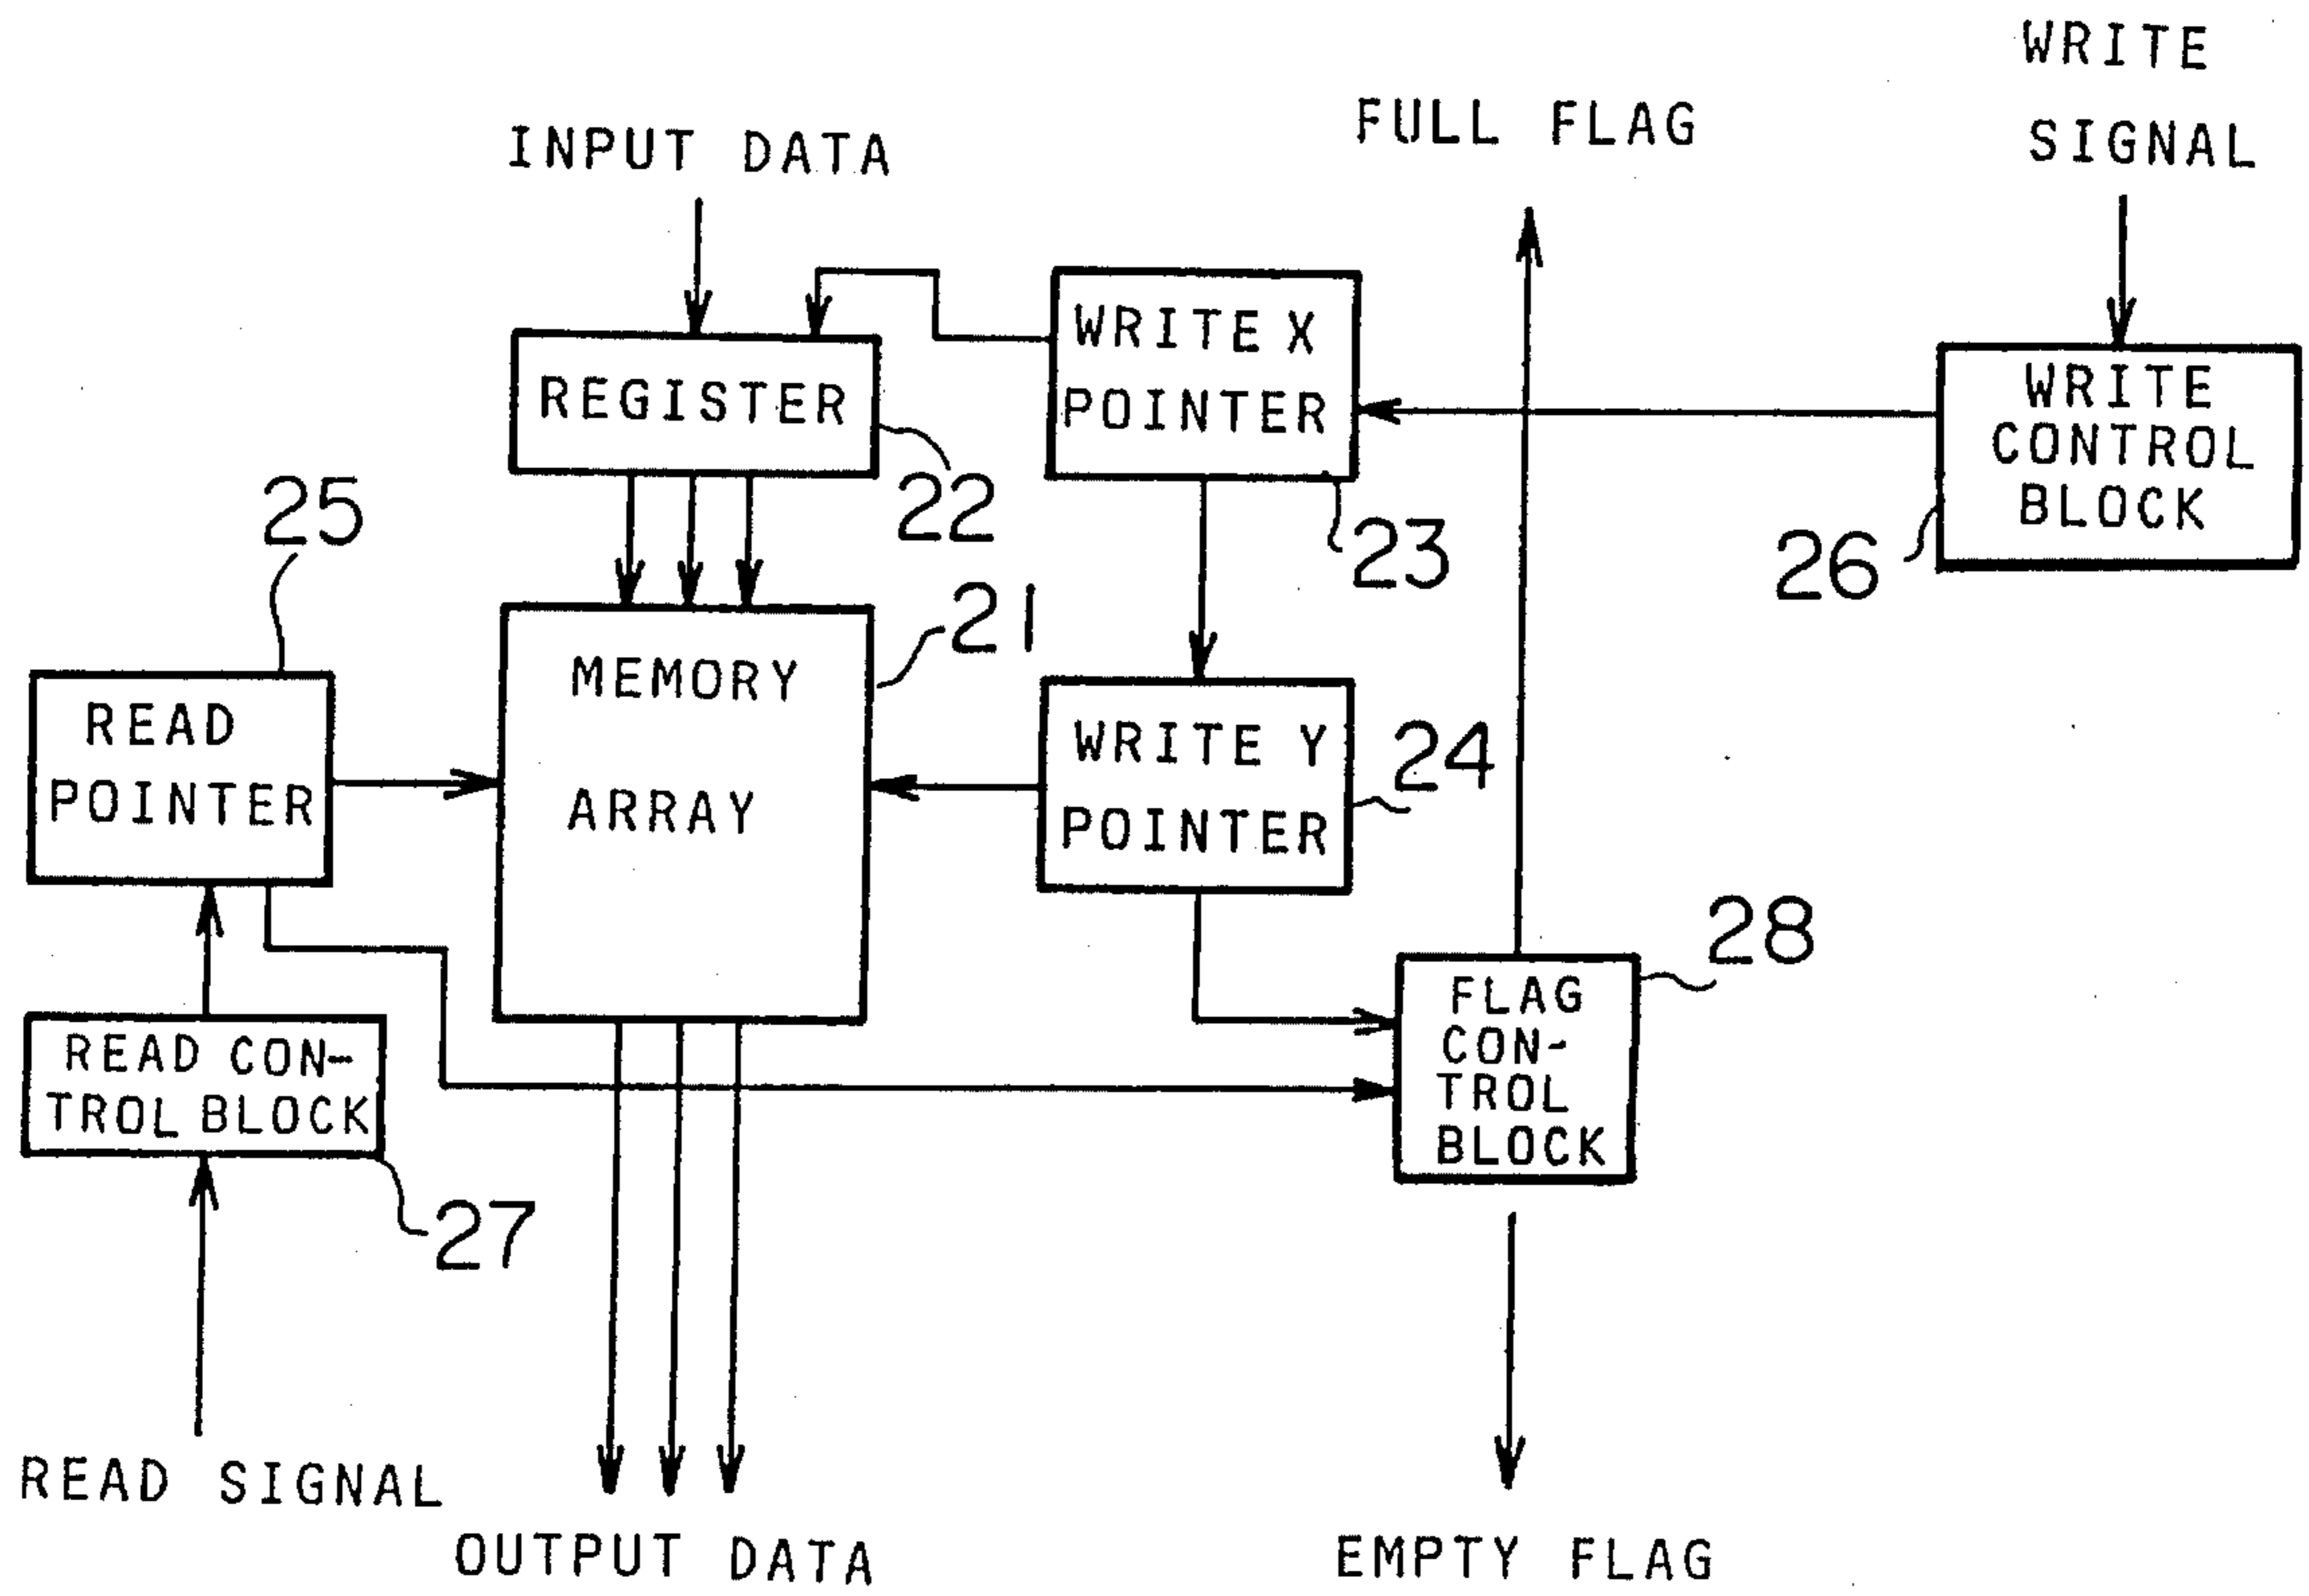 WRITE
SIGNAL
FULL FLAG
INPUT DATA
WRITE X
POINTER
REGISTER
WRITE
CONTROL
BLOCK
22
23
26
25
21
MEMORY
ARRAY
READ
POINTER
WRITE Y
POINTER
24
28
FLAG
CON-
TROL
BLOCK
READ CON-
TROL BLOCK
27
READ SIGNAL
OUTPUT DATA
EMPTY FLAG